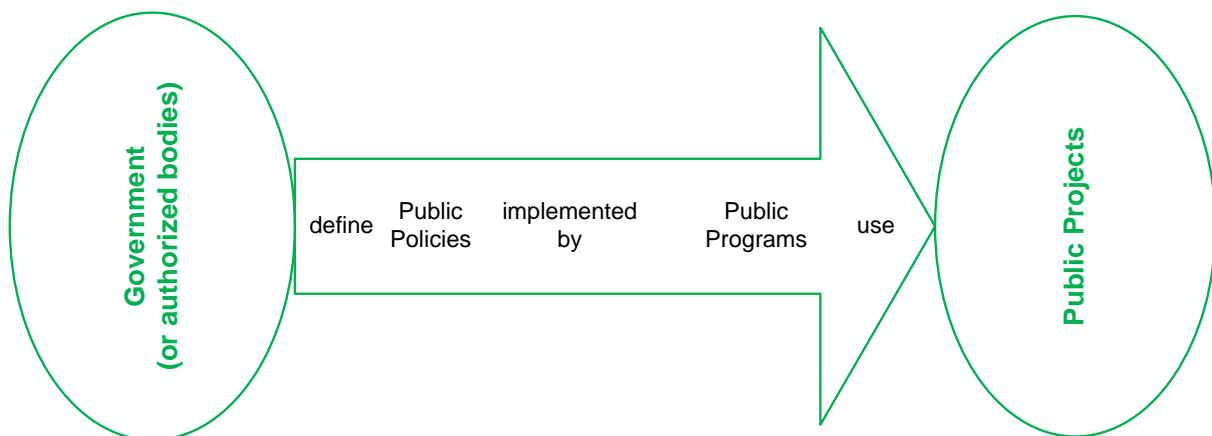 Government
(or authorized bodies)
define
Public
Policies
implemented
by
Public
Programs
use
Public Projects